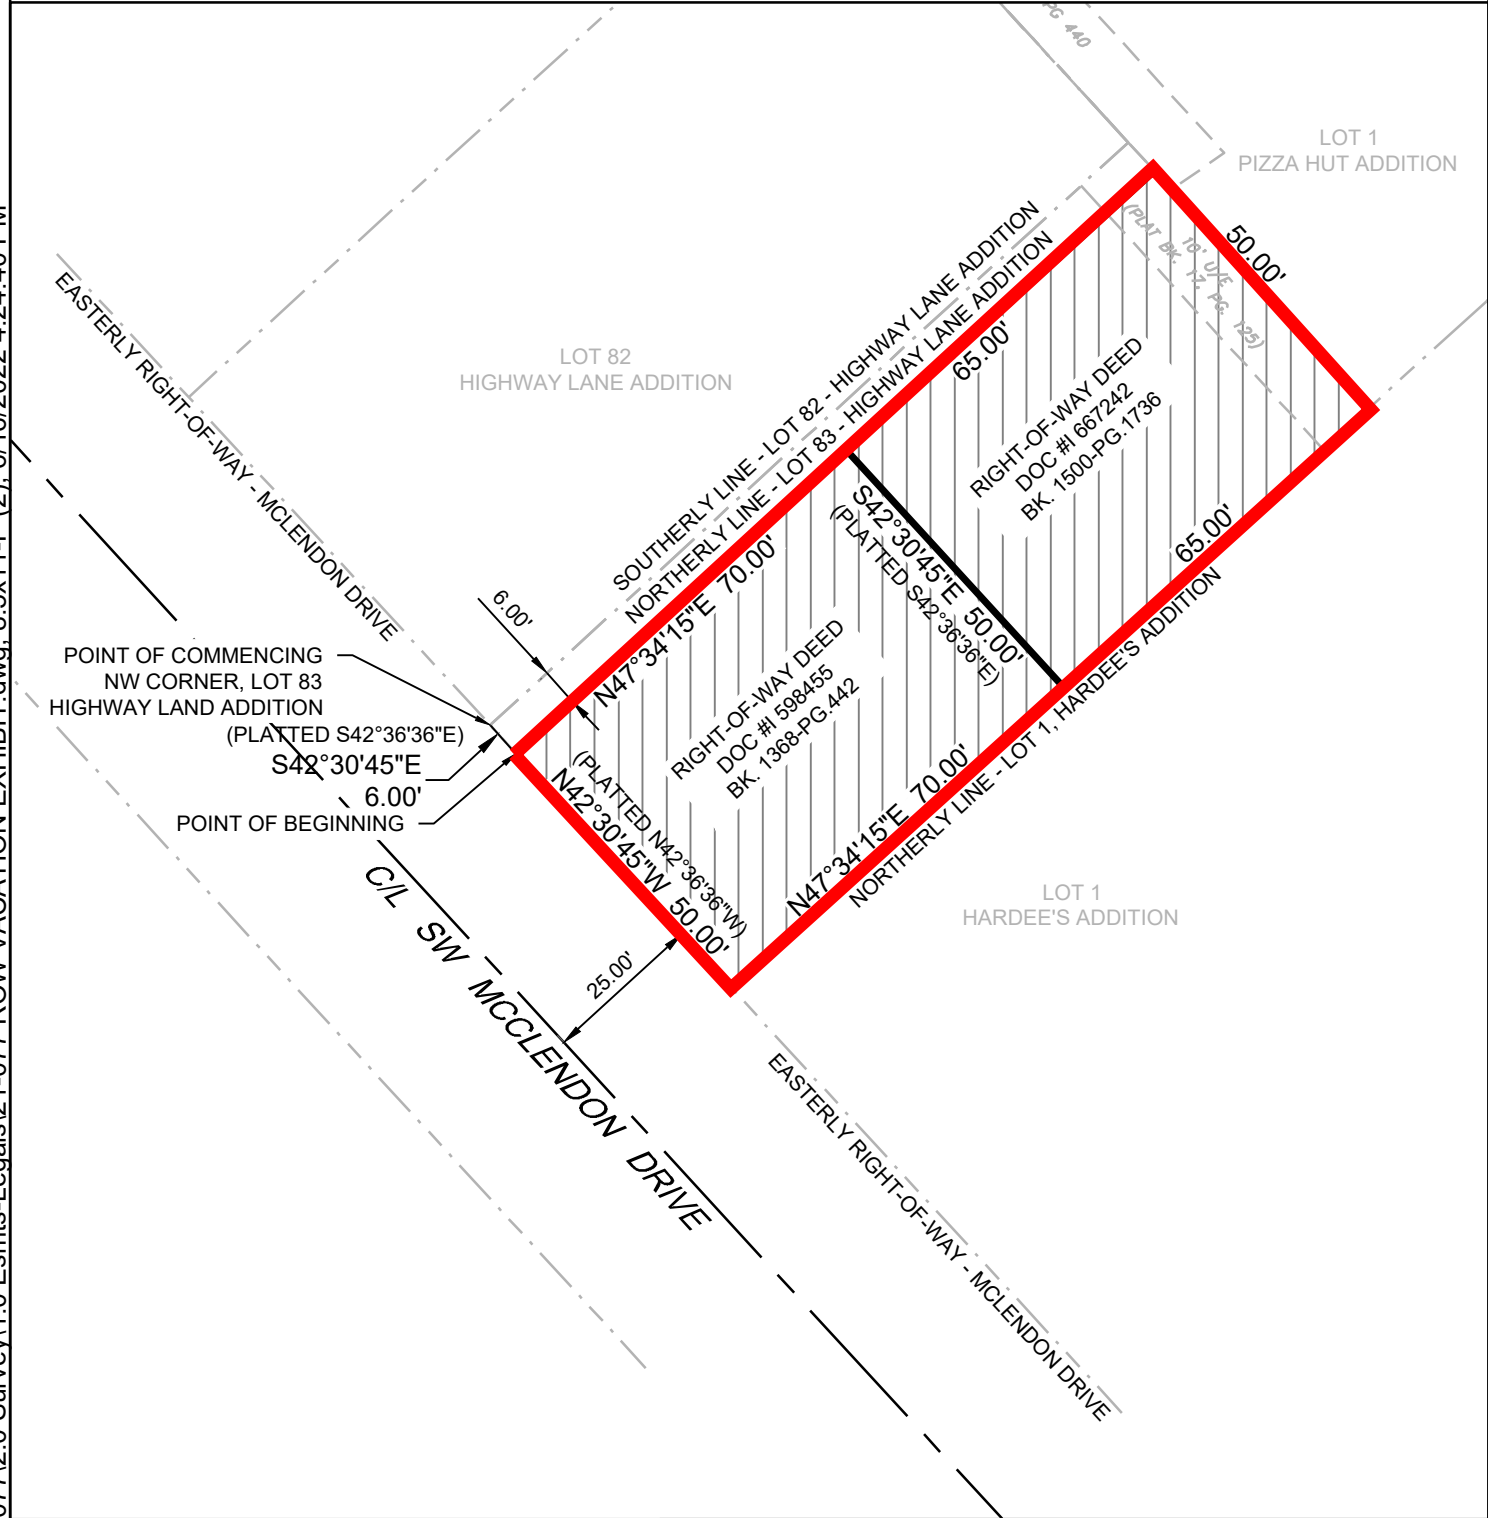 PG 440
LOT 1
PIZZA HUT ADDITION
10' U/E
(PLAT BK. 17, PG. 125)
50.00'
EASTERLY RIGHT-OF-WAY - MCLENDON DRIVE
LOT 82
HIGHWAY LANE ADDITION
SOUTHERLY LINE - LOT 82 - HIGHWAY LANE ADDITION
NORTHERLY LINE - LOT 83 - HIGHWAY LANE ADDITION
65.00'
RIGHT-OF-WAY DEED
DOC #I 667242
BK. 1500-PG.1736
65.00'
S42°30'45"E 50.00'
(PLATTED S42°36'36"E)
N47°34'15"E 70.00'
6.00'
POINT OF COMMENCING
NW CORNER, LOT 83
HIGHWAY LAND ADDITION
(PLATTED S42°36'36"E)
S42°30'45"E
6.00'
POINT OF BEGINNING
RIGHT-OF-WAY DEED
DOC #I 598455
BK. 1368-PG.442
(PLATTED N42°36'36"W)
N42°30'45"W 50.00'
N47°34'15"E 70.00'
NORTHERLY LINE - LOT 1, HARDEE'S ADDITION
LOT 1
HARDEE'S ADDITION
25.00'
C/L SW MCCLENDON DRIVE
EASTERLY RIGHT-OF-WAY - MCLENDON DRIVE